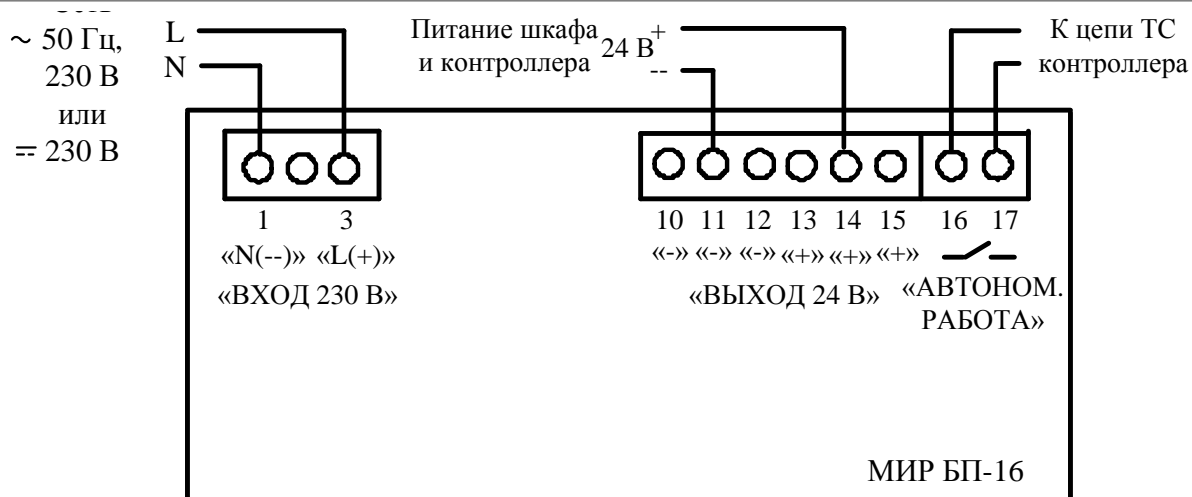 ~ 50 Гц,
230 В
или
⎓ 230 В
L
N
Питание шкафа
и контроллера
24 В
+
--
К цепи ТС
контроллера
1 3
«N(--)» «L(+)»
«ВХОД 230 В»
10 11 12 13 14 15 16 17
«-» «-» «-» «+» «+» «+»
«ВЫХОД 24 В»
«АВТОНОМ.
РАБОТА»
МИР БП-16